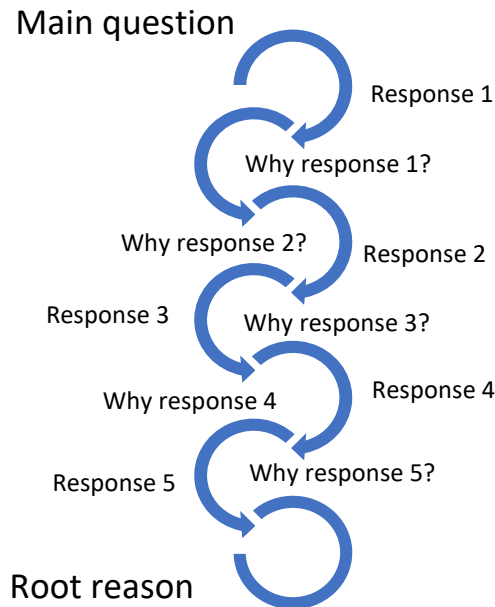 Main question
Response 1
Why response 1?
Why response 2?
Response 2
Response 3
Why response 3?
Response 4
Why response 4
Why response 5?
Response 5
Root reason